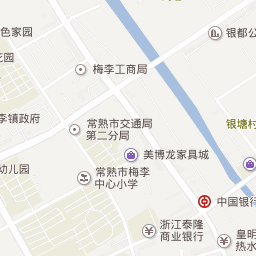 色家园
银都公
梅李工商局
李镇政府
常熟市交通局
第二分局
银塘村
美博龙家具城
幼儿园
常熟市梅李
中心小学
中国银行
浙江泰隆
商业银行
皇明
热水